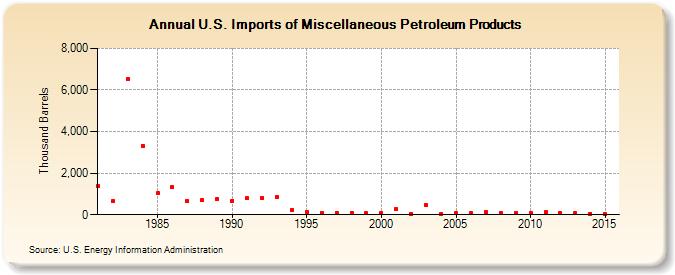 Annual U.S. Imports of Miscellaneous Petroleum Products
Thousand Barrels
8,000
6,000
4,000
2,000
0
1985 1990 1995 2000 2005 2010 2015
Source: U.S. Energy Information Administration